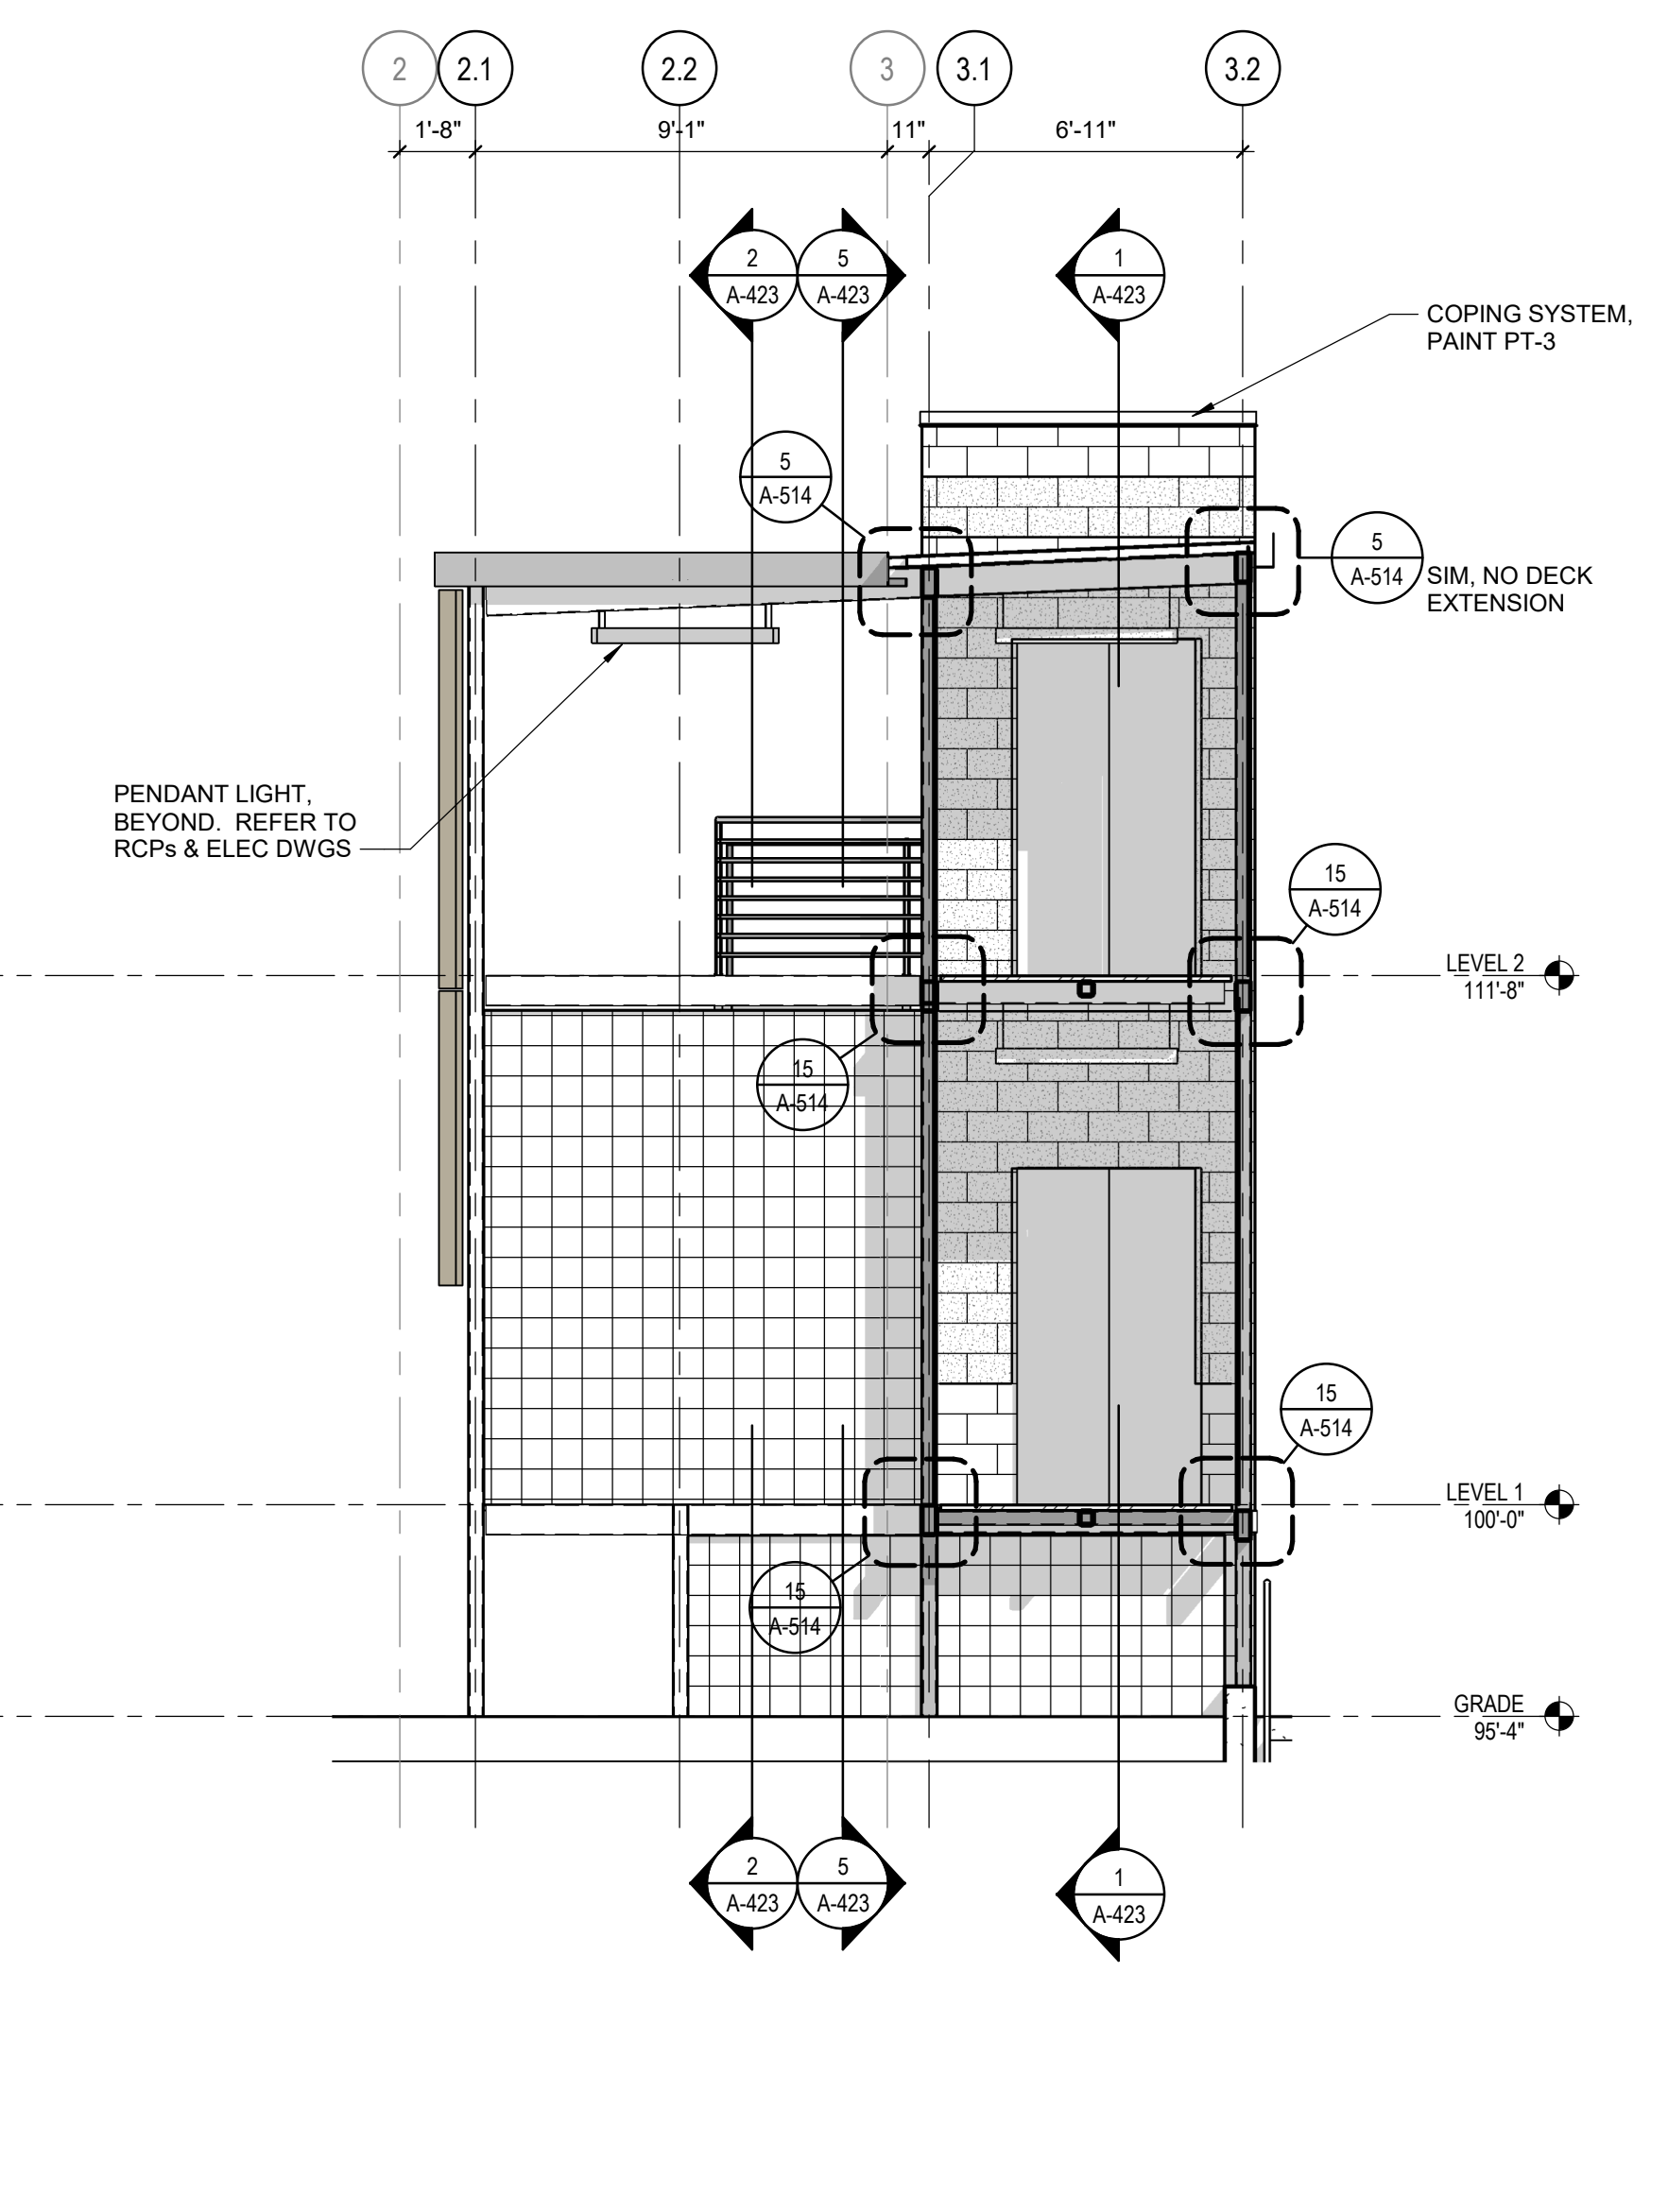 2
2.1
2.2
3
3.1
3.2
1'-8"
9'-1"
11"
6'-11"
2
A-423
5
A-423
1
A-423
COPING SYSTEM,
PAINT PT-3
5
A-514
5
A-514
SIM, NO DECK
EXTENSION
PENDANT LIGHT,
BEYOND. REFER TO
RCPs & ELEC DWGS
15
A-514
LEVEL 2
111'-8"
15
A-514
15
A-514
LEVEL 1
100'-0"
15
A-514
GRADE
95'-4"
2
A-423
5
A-423
1
A-423